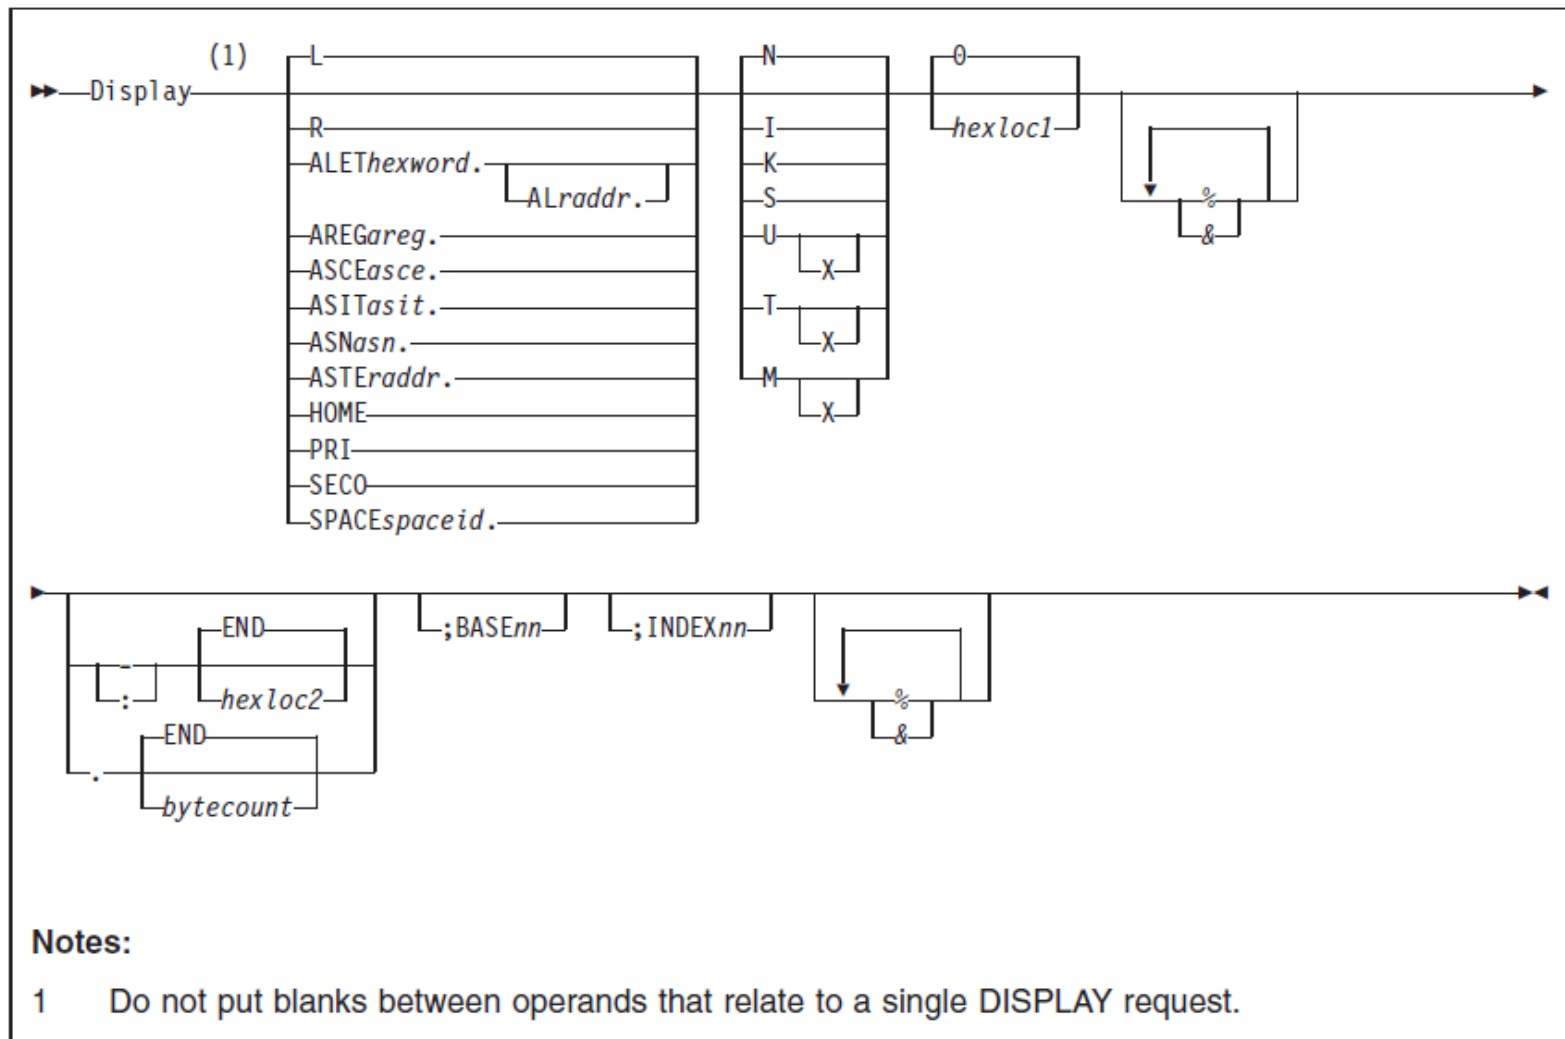 (1)
L
N
0
Display
R
I
hexloc1
ALEThexword.
K
ALraddr.
S
%
AREGareg.
U
&
ASCEasce.
X
ASITasit.
T
ASNasn.
X
ASTEraddr.
M
HOME
X
PRI
SECO
SPACEspaceid.
END
;BASEnn
;INDEXnn
-
:
hexloc2
%
END
&
.
bytecount
Notes:
1 Do not put blanks between operands that relate to a single DISPLAY request.